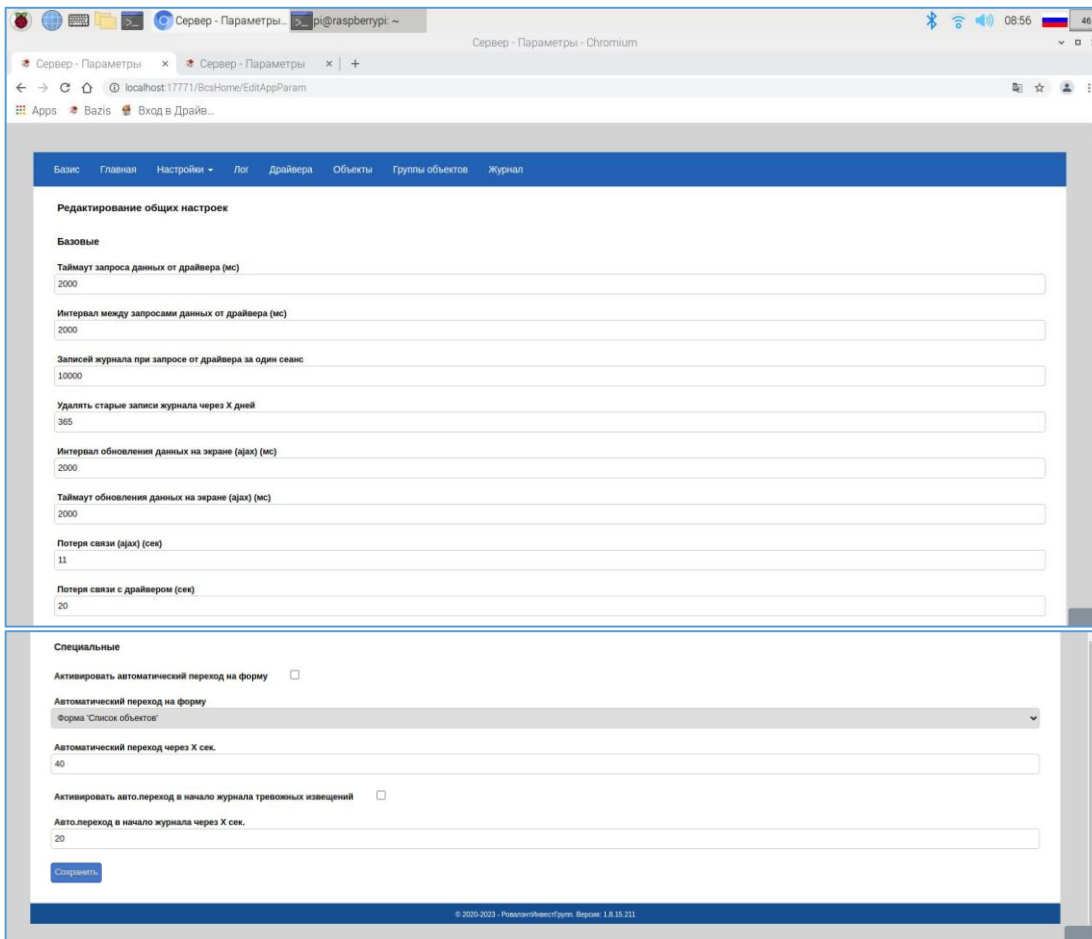 Сервер - Параметры... pi@raspberrypi: ~ 08:56 46
Сервер - Параметры - Chromium
Сервер - Параметры × Сервер - Параметры × +
localhost:17771/BcsHome/EditAppParam
Apps Bazis Вход в Драйв...
Базис Главная Настройки Лог Драйвера Объекты Группы объектов Журнал
Редактирование общих настроек
Базовые
Таймаут запроса данных от драйвера (мс)
2000
Интервал между запросами данных от драйвера (мс)
2000
Записей журнала при запросе от драйвера за один сеанс
10000
Удалять старые записи журнала через X дней
365
Интервал обновления данных на экране (ajax) (мс)
2000
Таймаут обновления данных на экране (ajax) (мс)
2000
Потеря связи (ajax) (сек)
11
Потеря связи с драйвером (сек)
20
Специальные
Активировать автоматический переход на форму
Автоматический переход на форму
Форма 'Список объектов'
Автоматический переход через X сек.
40
Активировать авто.переход в начало журнала тревожных извещений
Авто.переход в начало журнала через X сек.
20
Сохранить
© 2020-2023 - РовалэнтИнвестГрупп. Версия: 1.8.15.211